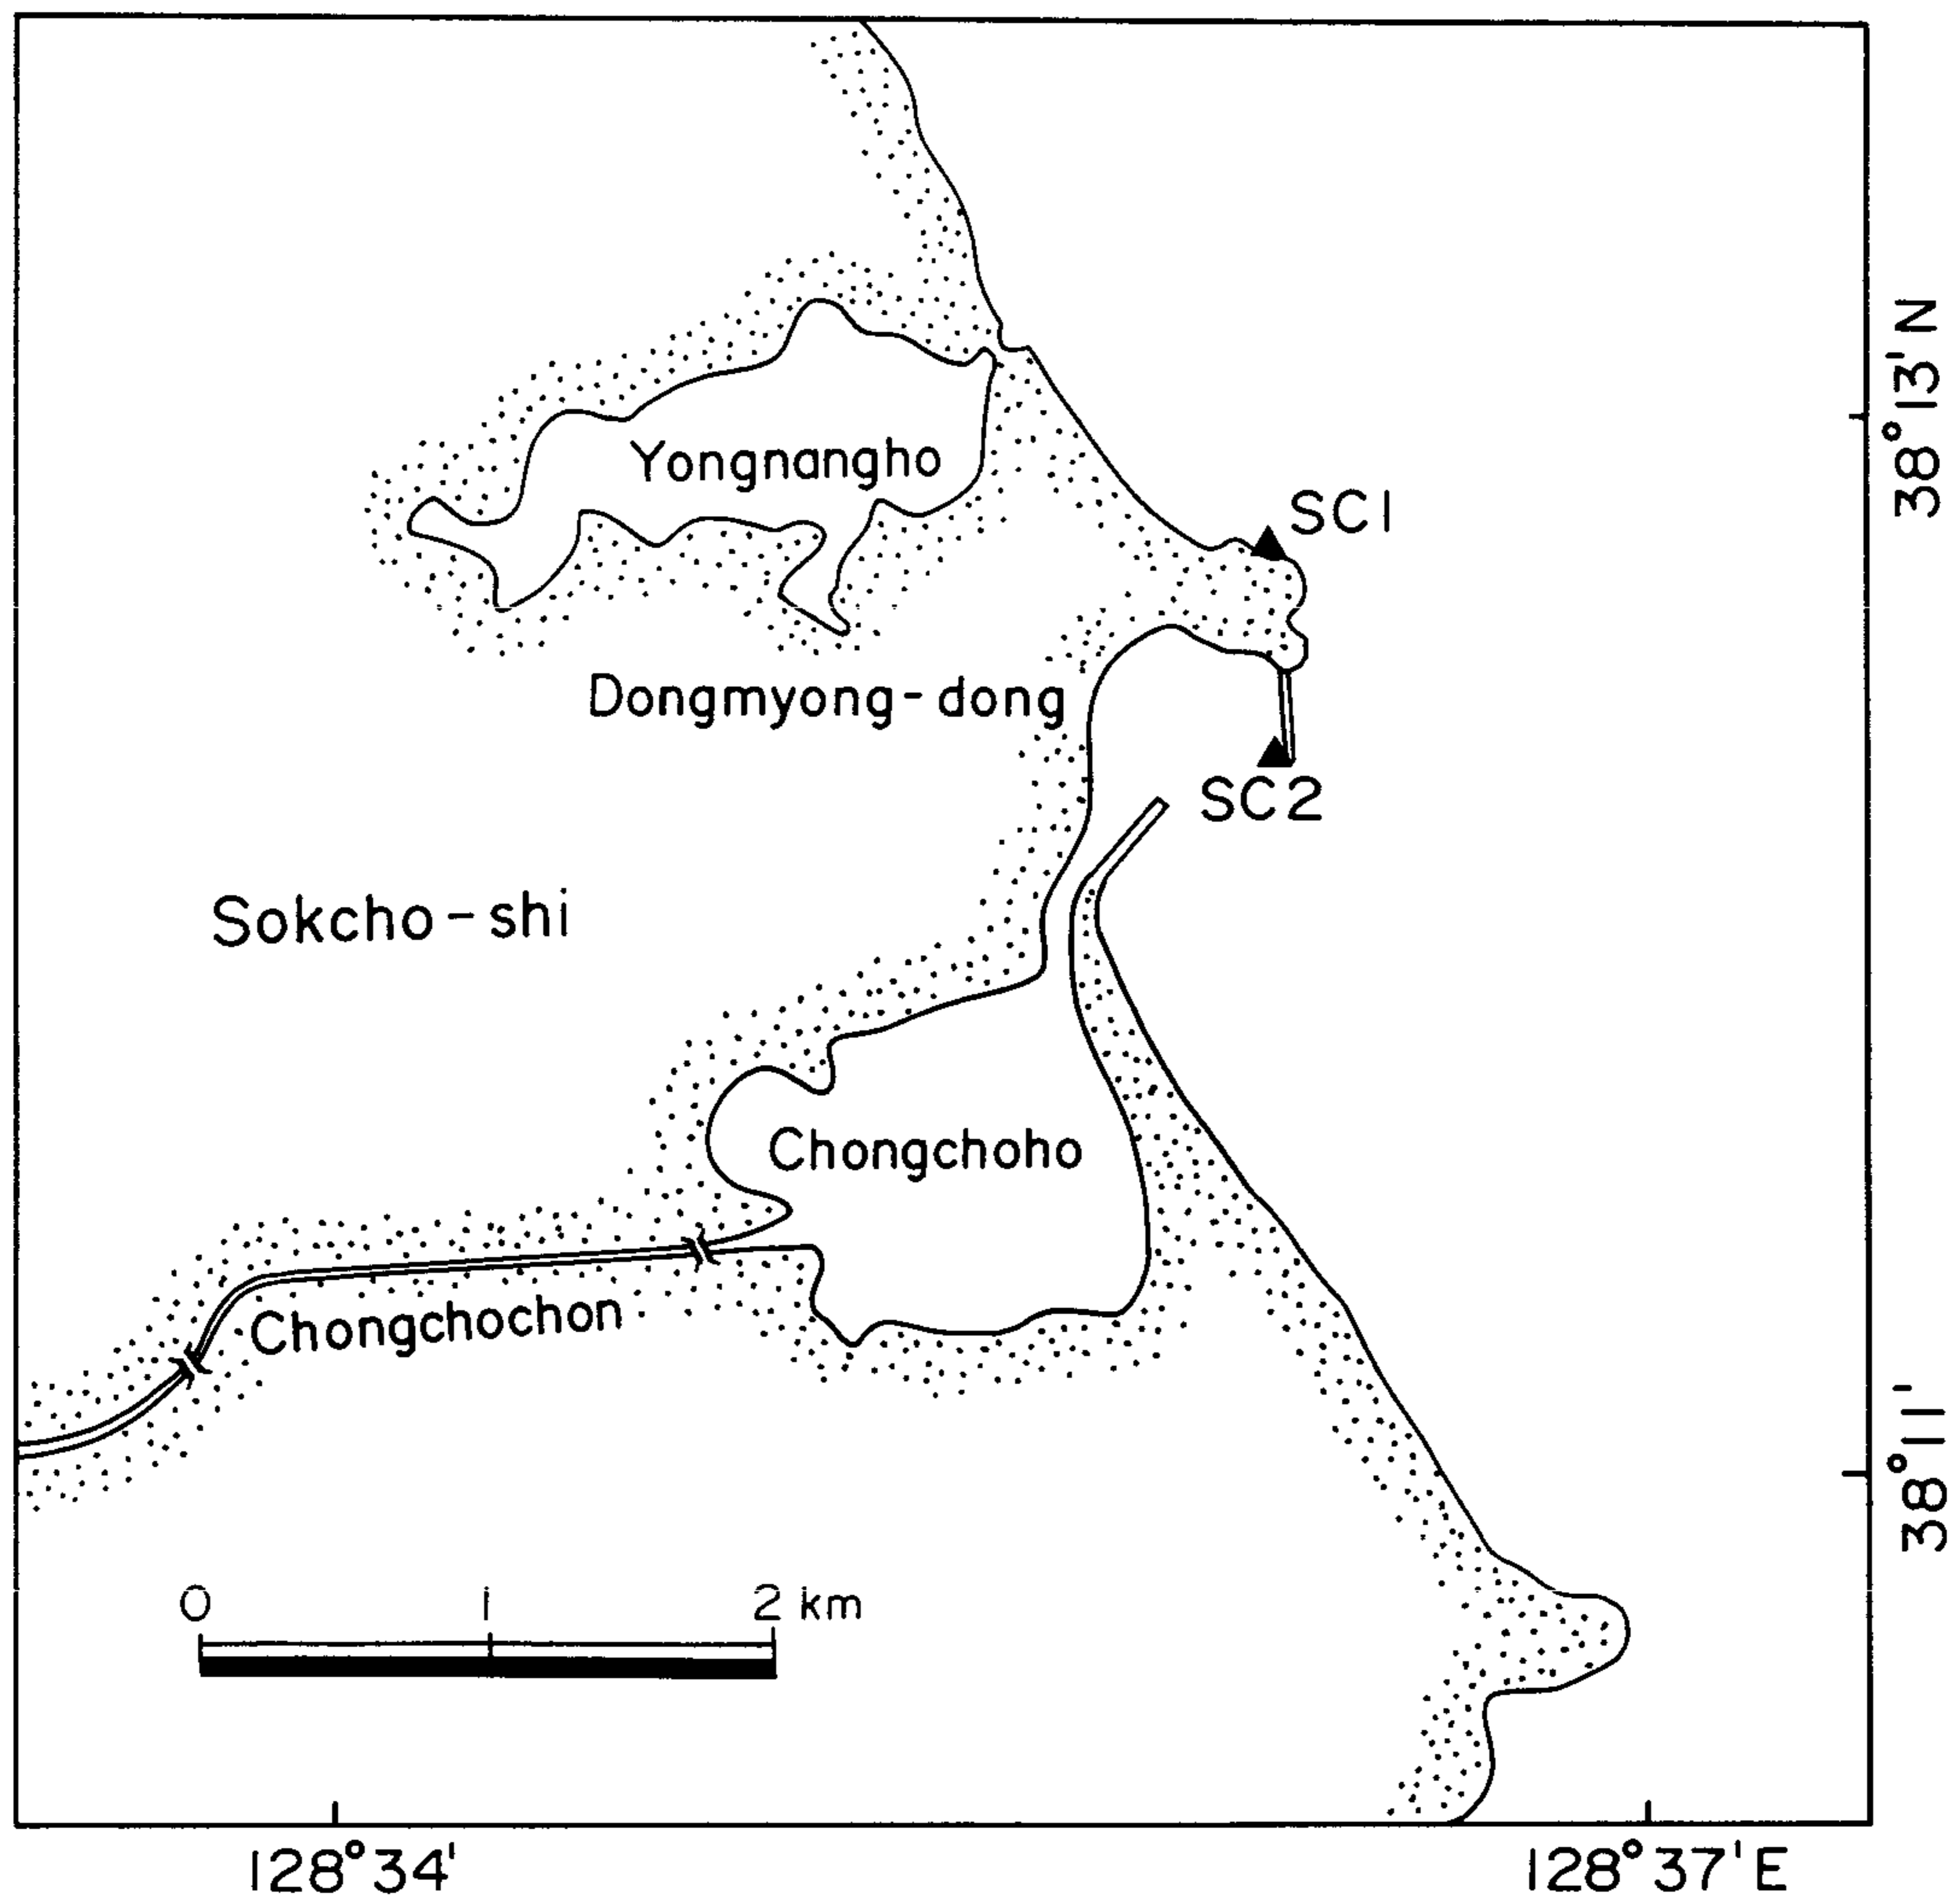 38°13' N
SC1
Yongnangho
Dongmyong-dong
SC2
Sokcho-shi
Chongchoho
Chongchochon
38°11'
0 1 2 km
128°34' 128°37' E